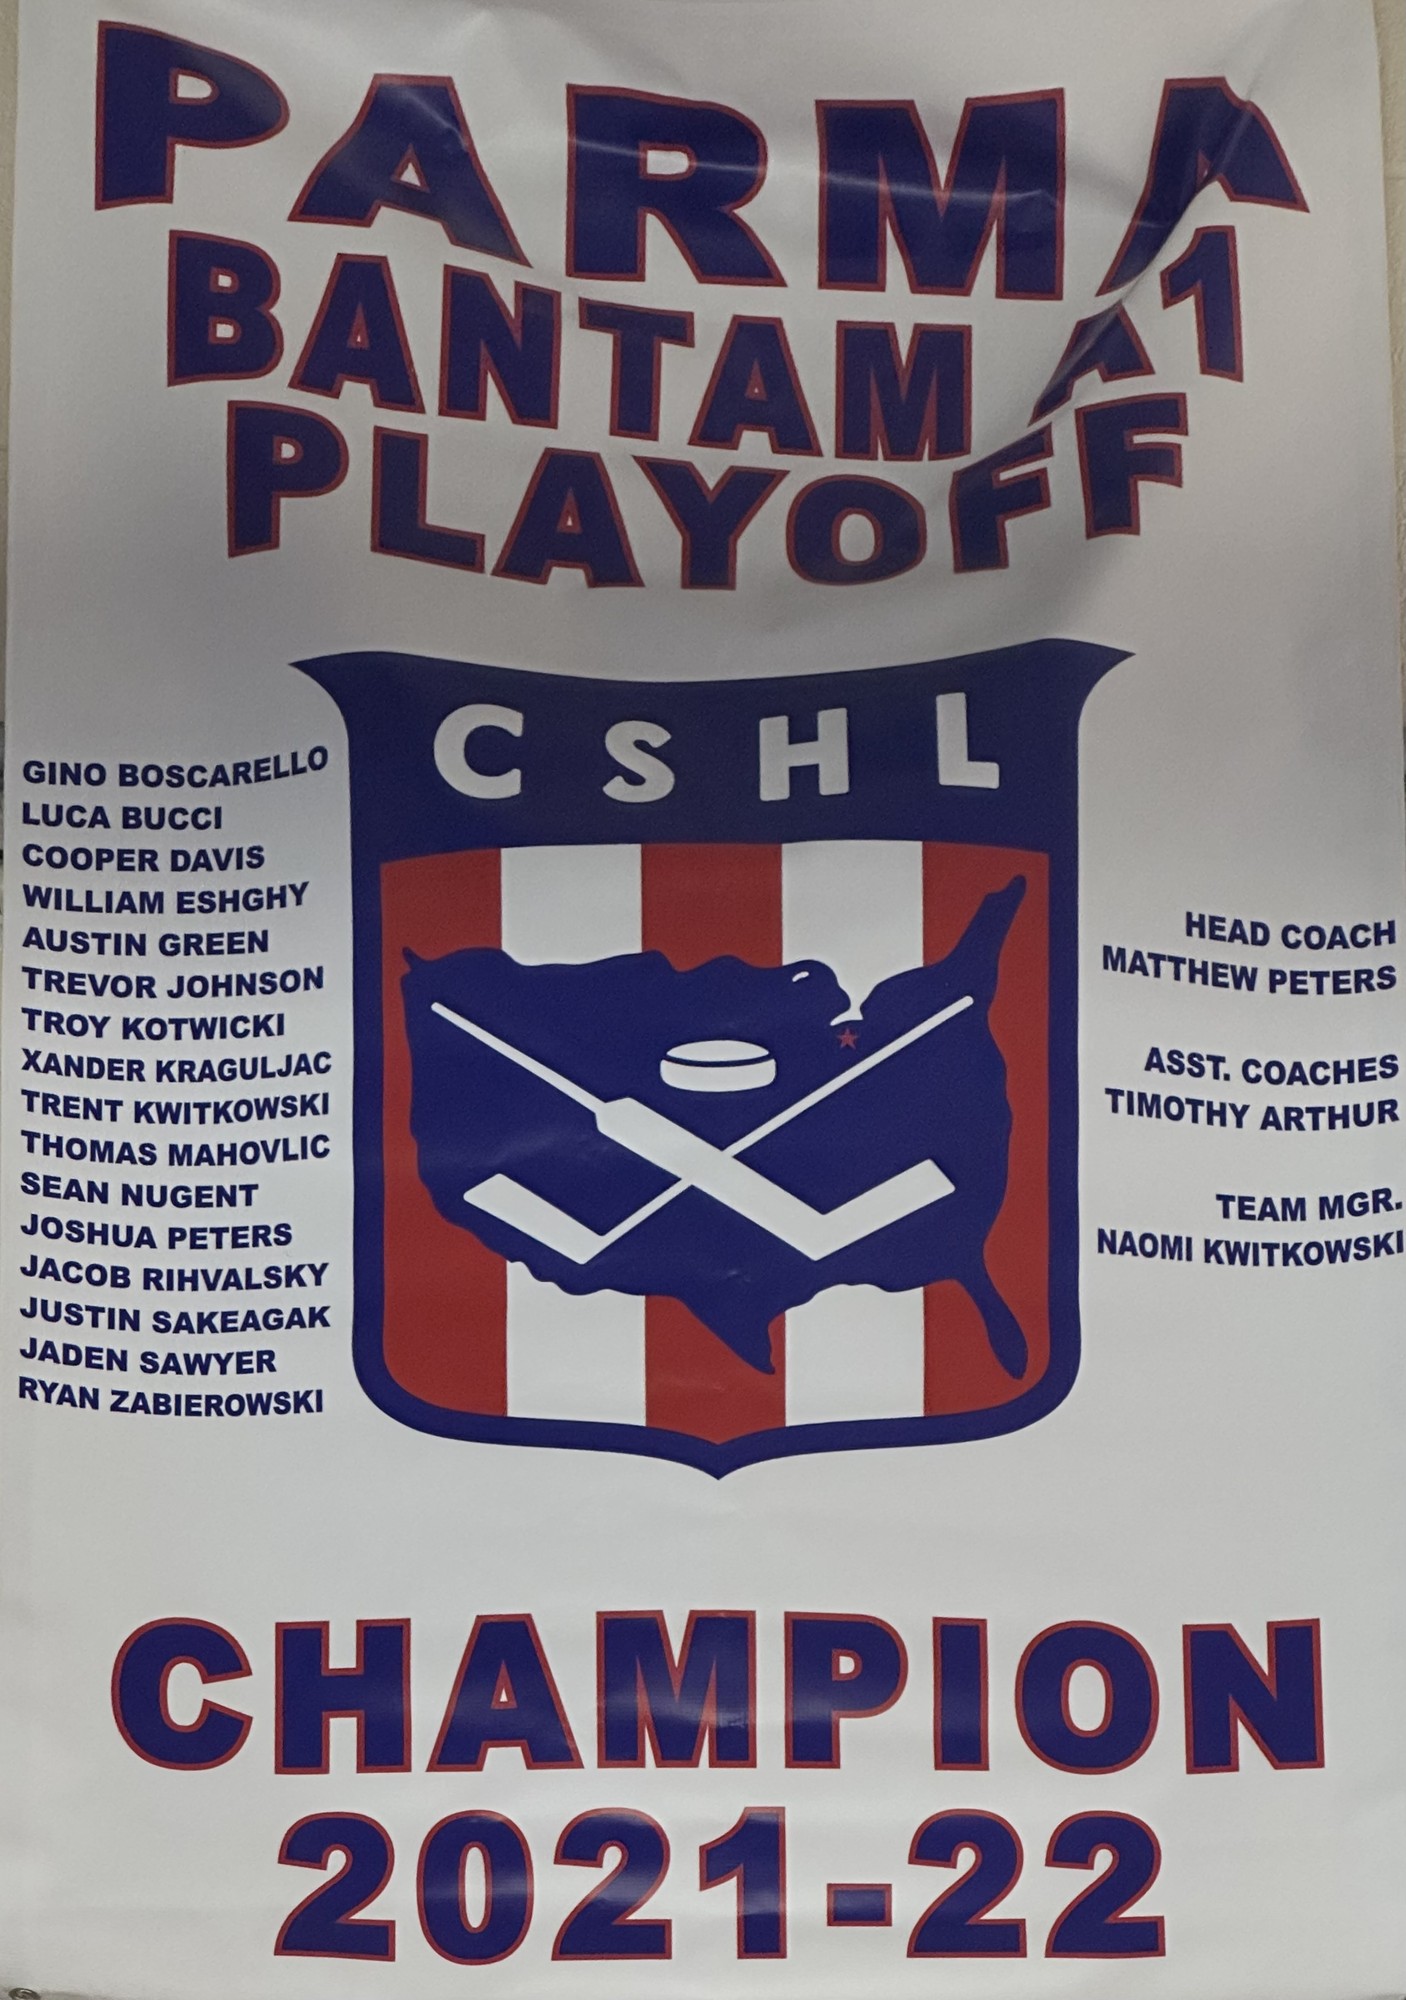 PARMA
BANTAM A1
PLAYOFF
CSHL
GINO BOSCARELLO
LUCA BUCCI
COOPER DAVIS
WILLIAM ESHGHY
AUSTIN GREEN
TREVOR JOHNSON
TROY KOTWICKI
XANDER KRAGULJAC
TRENT KWITKOWSKI
THOMAS MAHOVLIC
SEAN NUGENT
JOSHUA PETERS
JACOB RIHVALSKY
JUSTIN SAKEAGAK
JADEN SAWYER
RYAN ZABIEROWSKI
HEAD COACH
MATTHEW PETERS
ASST. COACHES
TIMOTHY ARTHUR
TEAM MGR.
NAOMI KWITKOWSKI
CHAMPION
2021-22